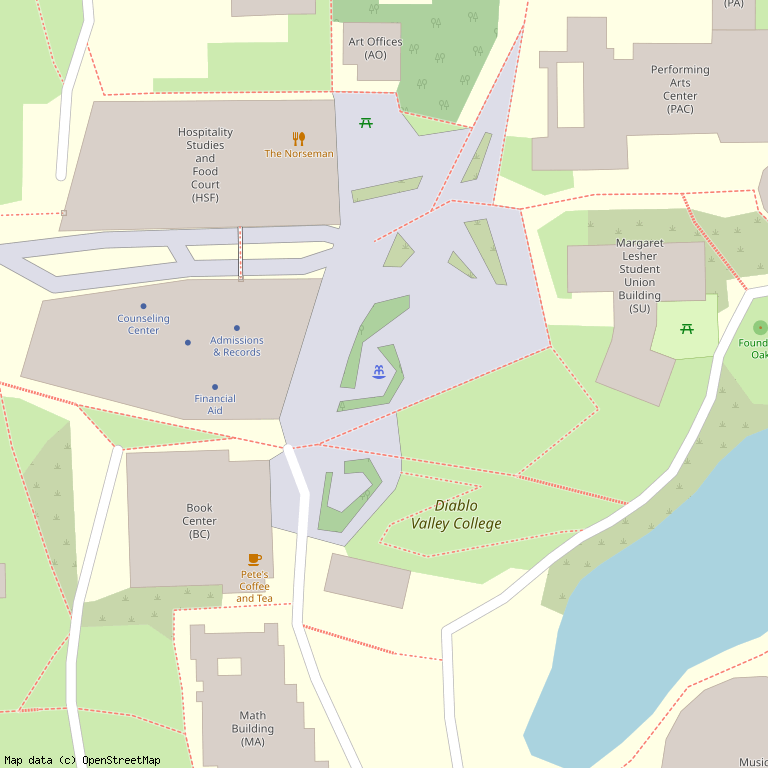 (PA)
Art Offices
(AO)
Performing
Arts
Center
(PAC)
Hospitality
Studies
and
Food
Court
(HSF)
The Norseman
Margaret
Lesher
Student
Union
Building
(SU)
Counseling
Center
Admissions
& Records
Found
Oak
Financial
Aid
Diablo
Valley College
Book
Center
(BC)
Pete's
Coffee
and Tea
Math
Building
(MA)
Music
Map data (c) OpenStreetMap